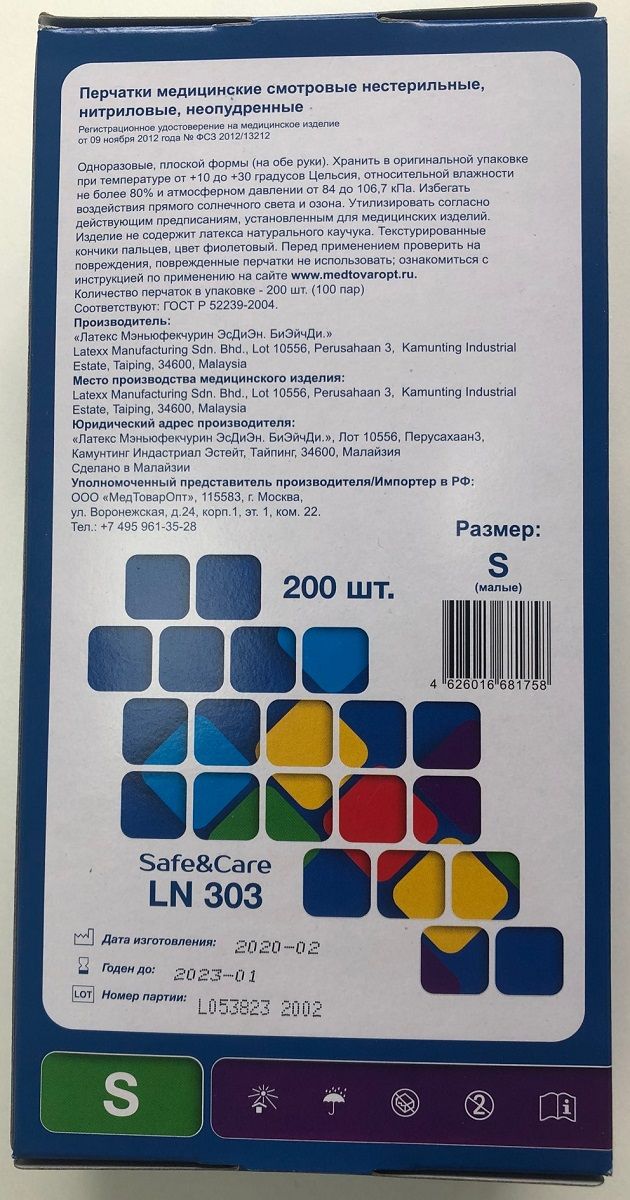 Перчатки медицинские смотровые нестерильные,
нитриловые, неопудренные
Регистрационное удостоверение на медицинское изделие
от 09 ноября 2012 года № ФСЗ 2012/13212
Одноразовые, плоской формы (на обе руки). Хранить в оригинальной упаковке
при температуре от +10 до +30 градусов Цельсия, относительной влажности
не более 80% и атмосферном давлении от 84 до 106,7 кПа. Избегать
воздействия прямого солнечного света и озона. Утилизировать согласно
действующим предписаниям, установленным для медицинских изделий.
Изделие не содержит латекса натурального каучука. Текстурированные
кончики пальцев, цвет фиолетовый. Перед применением проверить на
повреждения, поврежденные перчатки не использовать; ознакомиться с
инструкцией по применению на сайте www.medtovaropt.ru.
Количество перчаток в упаковке - 200 шт. (100 пар)
Соответствуют: ГОСТ Р 52239-2004.
Производитель:
«Латекс Мэньюфекчурин ЭсДиЭн. БиЭйчДи.»
Latexx Manufacturing Sdn. Bhd., Lot 10556, Perusahaan 3, Kamunting Industrial
Estate, Taiping, 34600, Malaysia
Место производства медицинского изделия:
Latexx Manufacturing Sdn. Bhd., Lot 10556, Perusahaan 3, Kamunting Industrial
Estate, Taiping, 34600, Malaysia
Юридический адрес производителя:
«Латекс Мэньюфекчурин ЭсДиЭн. БиЭйчДи.», Лот 10556, Перусахаан3,
Камунтинг Индастриал Эстейт, Тайпинг, 34600, Малайзия
Сделано в Малайзии
Уполномоченный представитель производителя/Импортер в РФ:
ООО «МедТоварОпт», 115583, г. Москва,
ул. Воронежская, д.24, корп.1, эт. 1, ком. 22.
Тел.: +7 495 961-35-28
Размер:
S
(малые)
200 шт.
4 626016 681758
Safe&Care
LN 303
Дата изготовления: 2020-02
Годен до: 2023-01
LOT Номер партии: L053823 2002
S
2
i